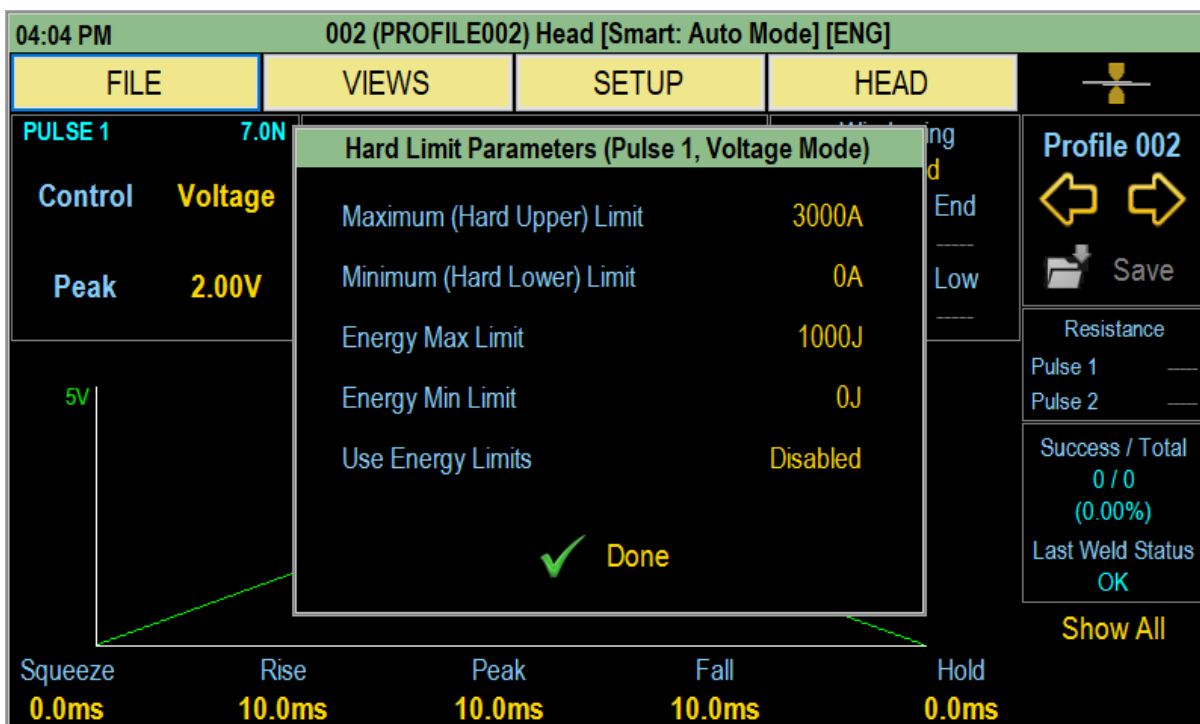 04:04 PM 002 (PROFILE002) Head [Smart: Auto Mode] [ENG]
FILE VIEWS SETUP HEAD
PULSE 1 7.0N
Control Voltage
Peak 2.00V
Hard Limit Parameters (Pulse 1, Voltage Mode)
Maximum (Hard Upper) Limit 3000A
Minimum (Hard Lower) Limit 0A
Energy Max Limit 1000J
Energy Min Limit 0J
Use Energy Limits Disabled
Done
End
-----
Low
-----
Profile 002
Save
Resistance
Pulse 1 ----
Pulse 2 ----
Success / Total
0 / 0
(0.00%)
Last Weld Status
OK
Show All
5V
Squeeze Rise Peak Fall Hold
0.0ms 10.0ms 10.0ms 10.0ms 0.0ms